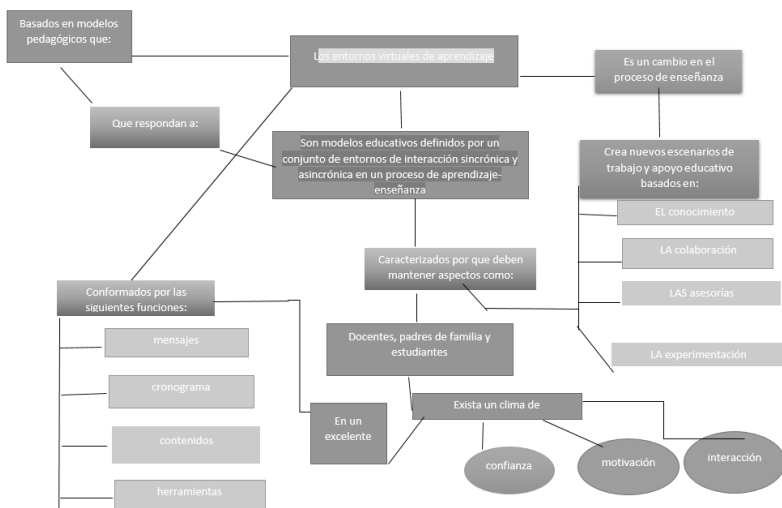 Basados en modelos
pedagógicos que:
Los entornos virtuales de aprendizaje
Es un cambio en el
proceso de enseñanza
Que respondan a:
Son modelos educativos definidos por un
conjunto de entornos de interacción sincrónica y
asincrónica en un proceso de aprendizaje-
enseñanza
Crea nuevos escenarios de
trabajo y apoyo educativo
basados en:
EL conocimiento
LA colaboración
LAS asesorías
LA experimentación
Caracterizados por que deben
mantener aspectos como:
Conformados por las
siguientes funciones:
mensajes
cronograma
contenidos
herramientas
Docentes, padres de familia y
estudiantes
En un
excelente
Exista un clima de
confianza
motivación
interacción